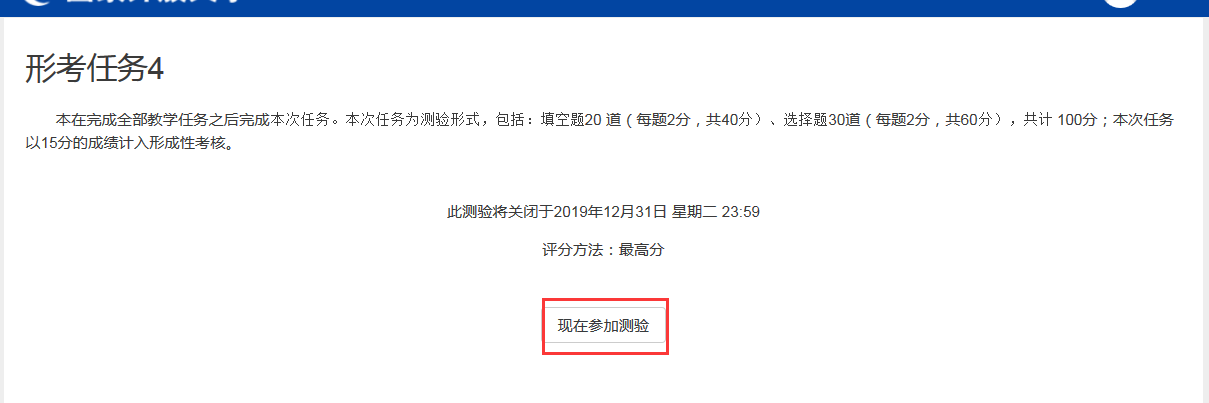 形考任务4
本在完成全部教学任务之后完成本次任务。本次任务为测验形式，包括：填空题20 道（每题2分，共40分）、选择题30道（每题2分，共60分），共计 100分；本次任务
以15分的成绩计入形成性考核。
此测验将关闭于2019年12月31日 星期二 23:59
评分方法：最高分
现在参加测验